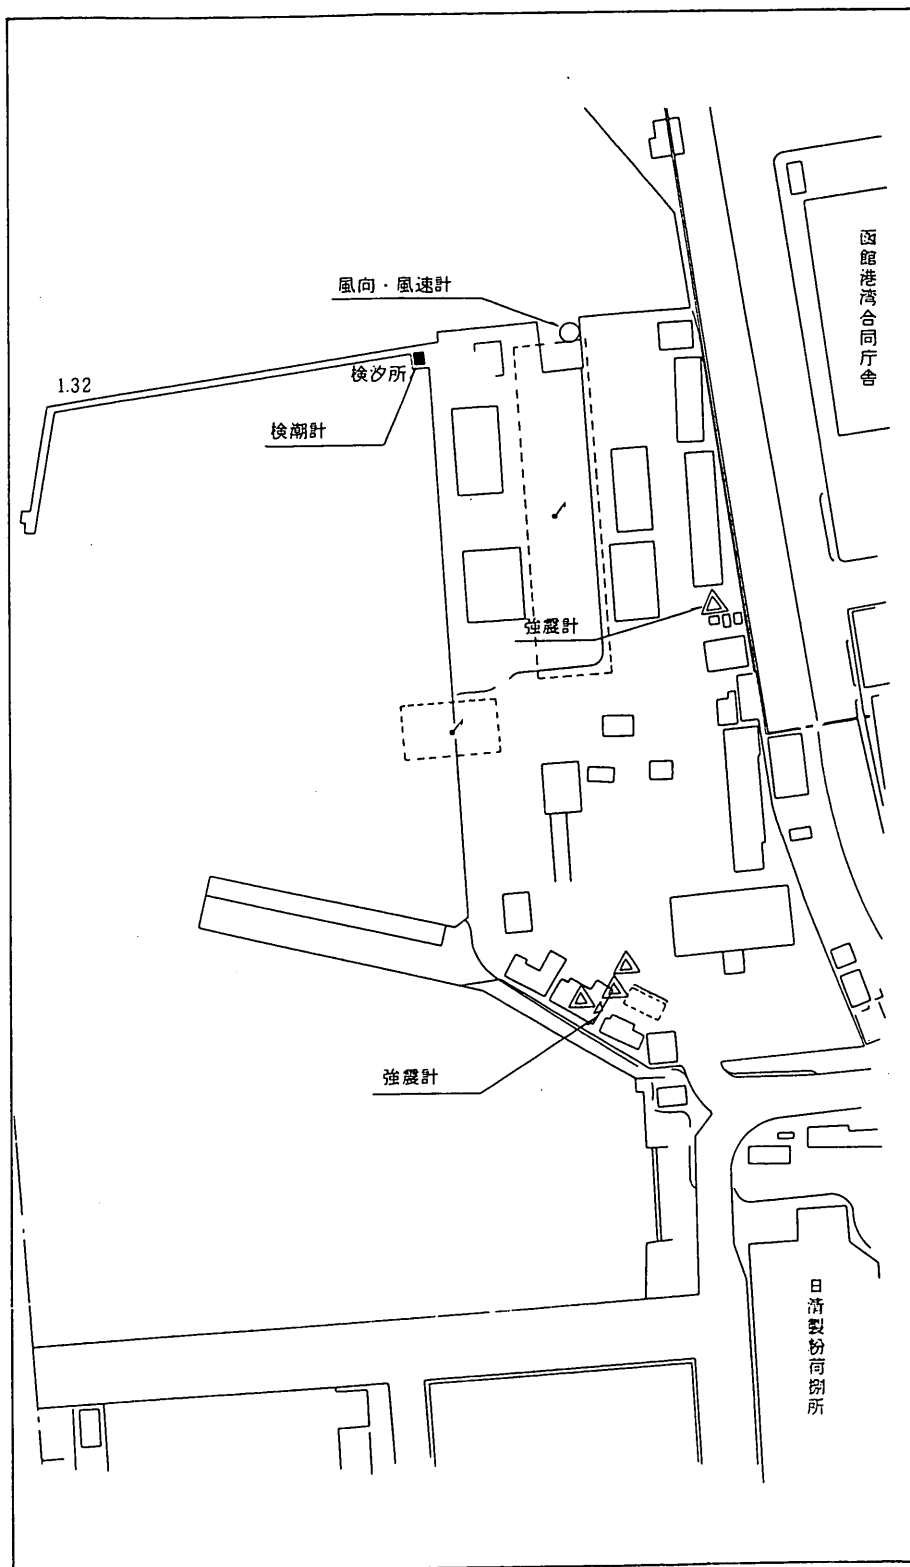 函館港湾合同庁舎
風向・風速計
検汐所
1.32
検潮計
強震計
強震計
日清製粉荷捌所